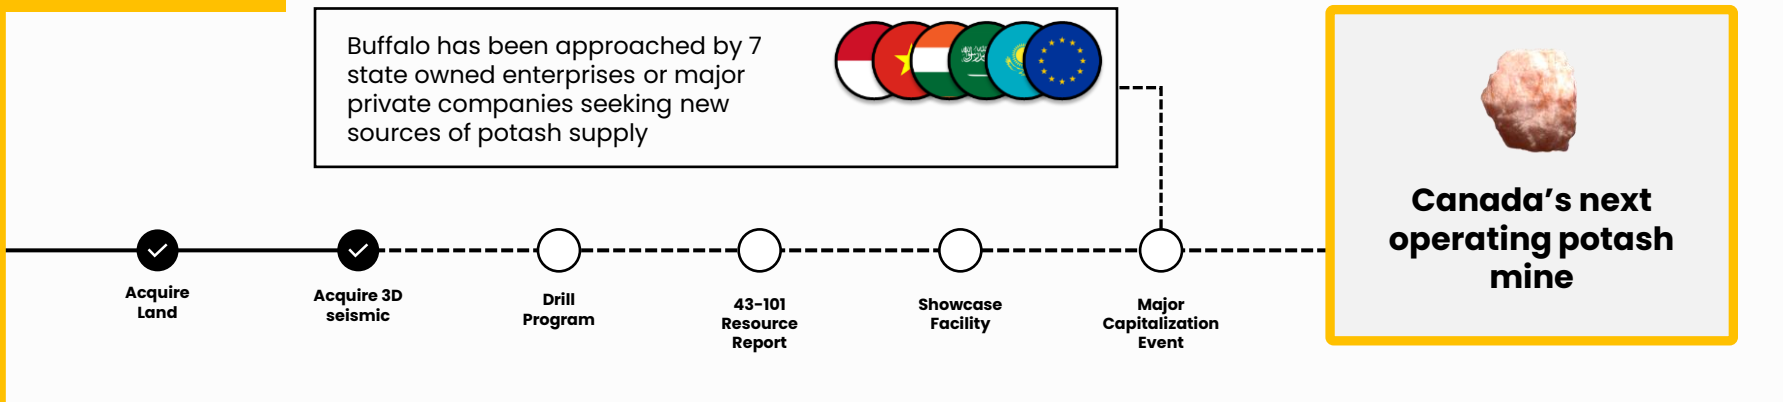 Buffalo has been approached by 7
state owned enterprises or major
private companies seeking new
sources of potash supply
Canada’s next
operating potash
mine
Acquire
Land
Acquire 3D
seismic
Drill
Program
43-101
Resource
Report
Showcase
Facility
Major
Capitalization
Event